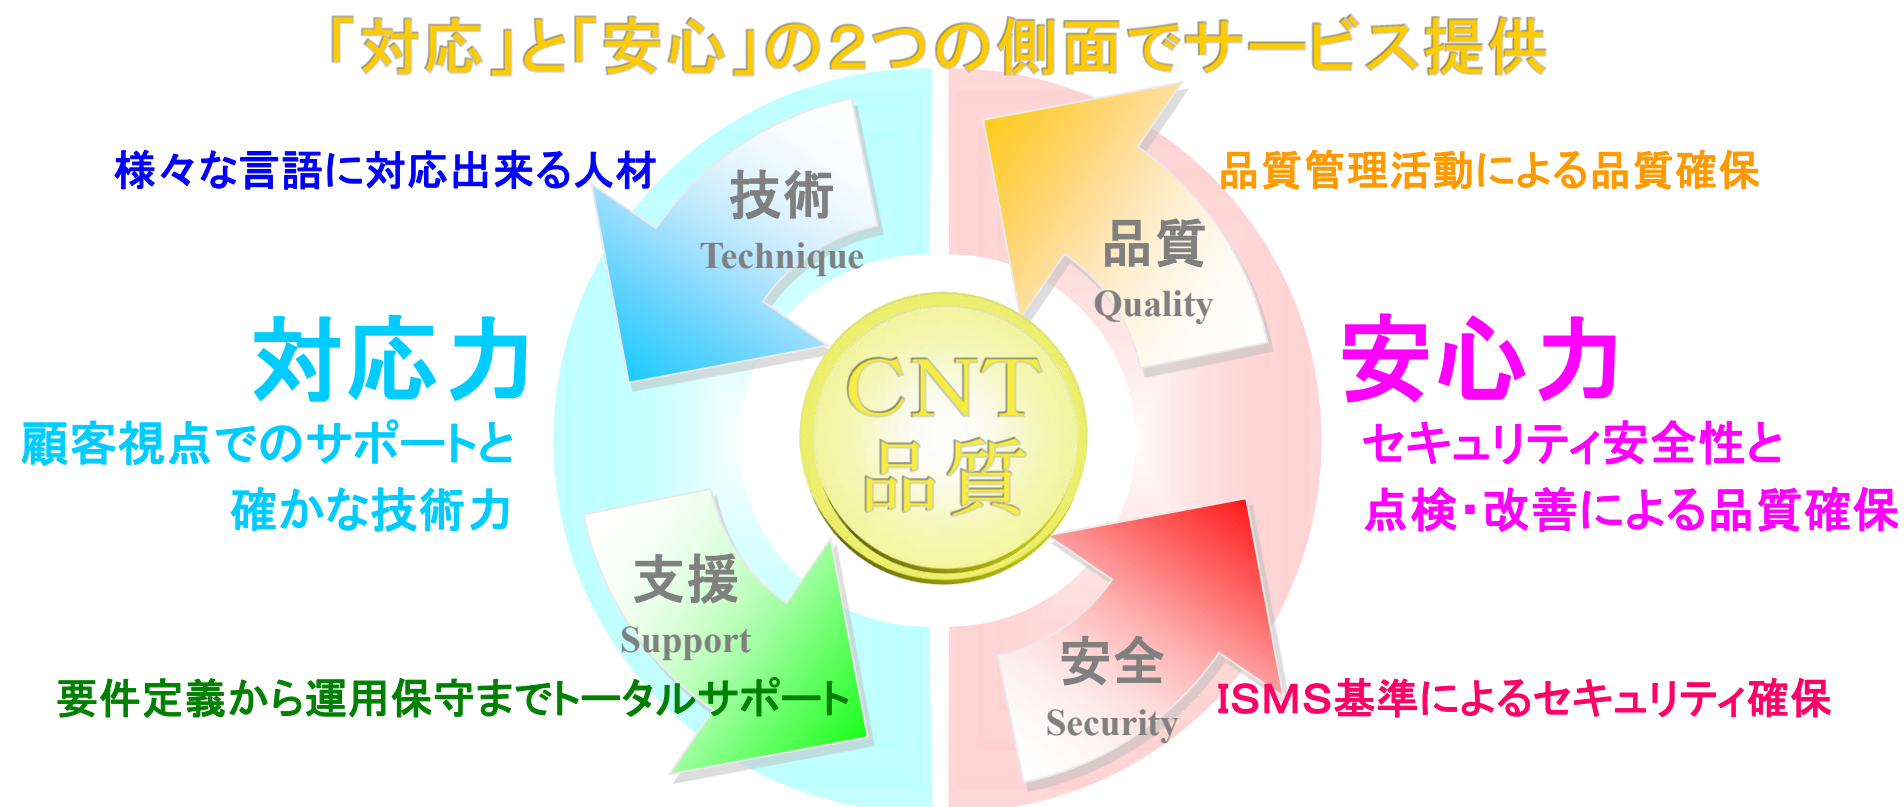 「対応」と「安心」の２つの側面でサービス提供
様々な言語に対応出来る人材
技術
Technique
品質管理活動による品質確保
品質
Quality
対応力
顧客視点でのサポートと
確かな技術力
CNT
品質
安心力
セキュリティ安全性と
点検・改善による品質確保
支援
Support
要件定義から運用保守までトータルサポート
安全
Security
ISMS基準によるセキュリティ確保